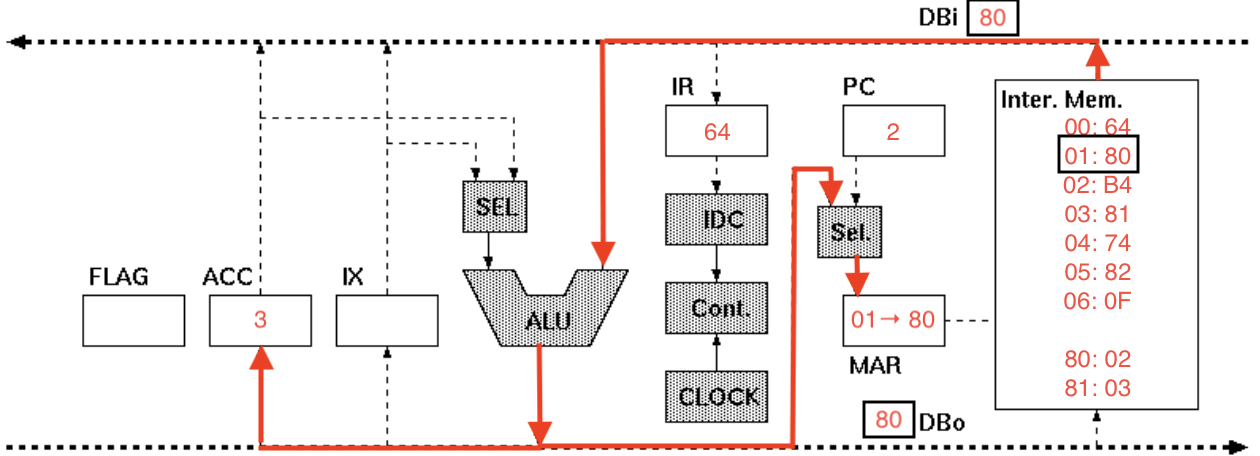 DBi 80
IR
PC
Inter. Mem.
64
2
00: 64
01: 80
02: B4
03: 81
04: 74
05: 82
06: 0F
80: 02
81: 03
SEL
IDC
Sel.
FLAG
ACC
IX
3
ALU
Cont.
01→ 80
MAR
CLOCK
80 DBo